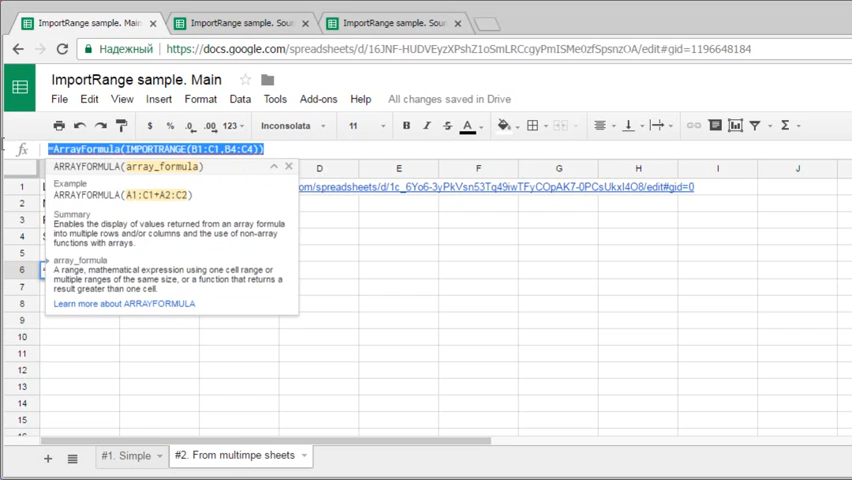 ImportRange sample. Main
ImportRange sample. Sour
ImportRange sample. Sour
Надежный
https://docs.google.com/spreadsheets/d/16JNF-HUDVEyzXPshZ1oSmLRCcgyPmISMe0zfSpsnzOA/edit#gid=1196648184
ImportRange sample. Main
File Edit View Insert Format Data Tools Add-ons Help All changes saved in Drive
$ % .0 .00 123 Inconsolata 11 B I S A Σ
fx =ArrayFormula(IMPORTRANGE(B1:C1,B4:C4))
ARRAYFORMULA(array_formula)
D E F G H I J
Example
ARRAYFORMULA(A1:C1+A2:C2)
Summary
Enables the display of values returned from an array formula
into multiple rows and/or columns and the use of non-array
functions with arrays.
array_formula
A range, mathematical expression using one cell range or
multiple ranges of the same size, or a function that returns a
result greater than one cell.
Learn more about ARRAYFORMULA
1 com/spreadsheets/d/1c_6Yo6-3yPkVsn53Tq49iwTFyCOpAK7-0PCsUkxI4O8/edit#gid=0
2
3
4
5
6
7
8
9
10
11
12
13
14
15
#1. Simple
#2. From multimpe sheets